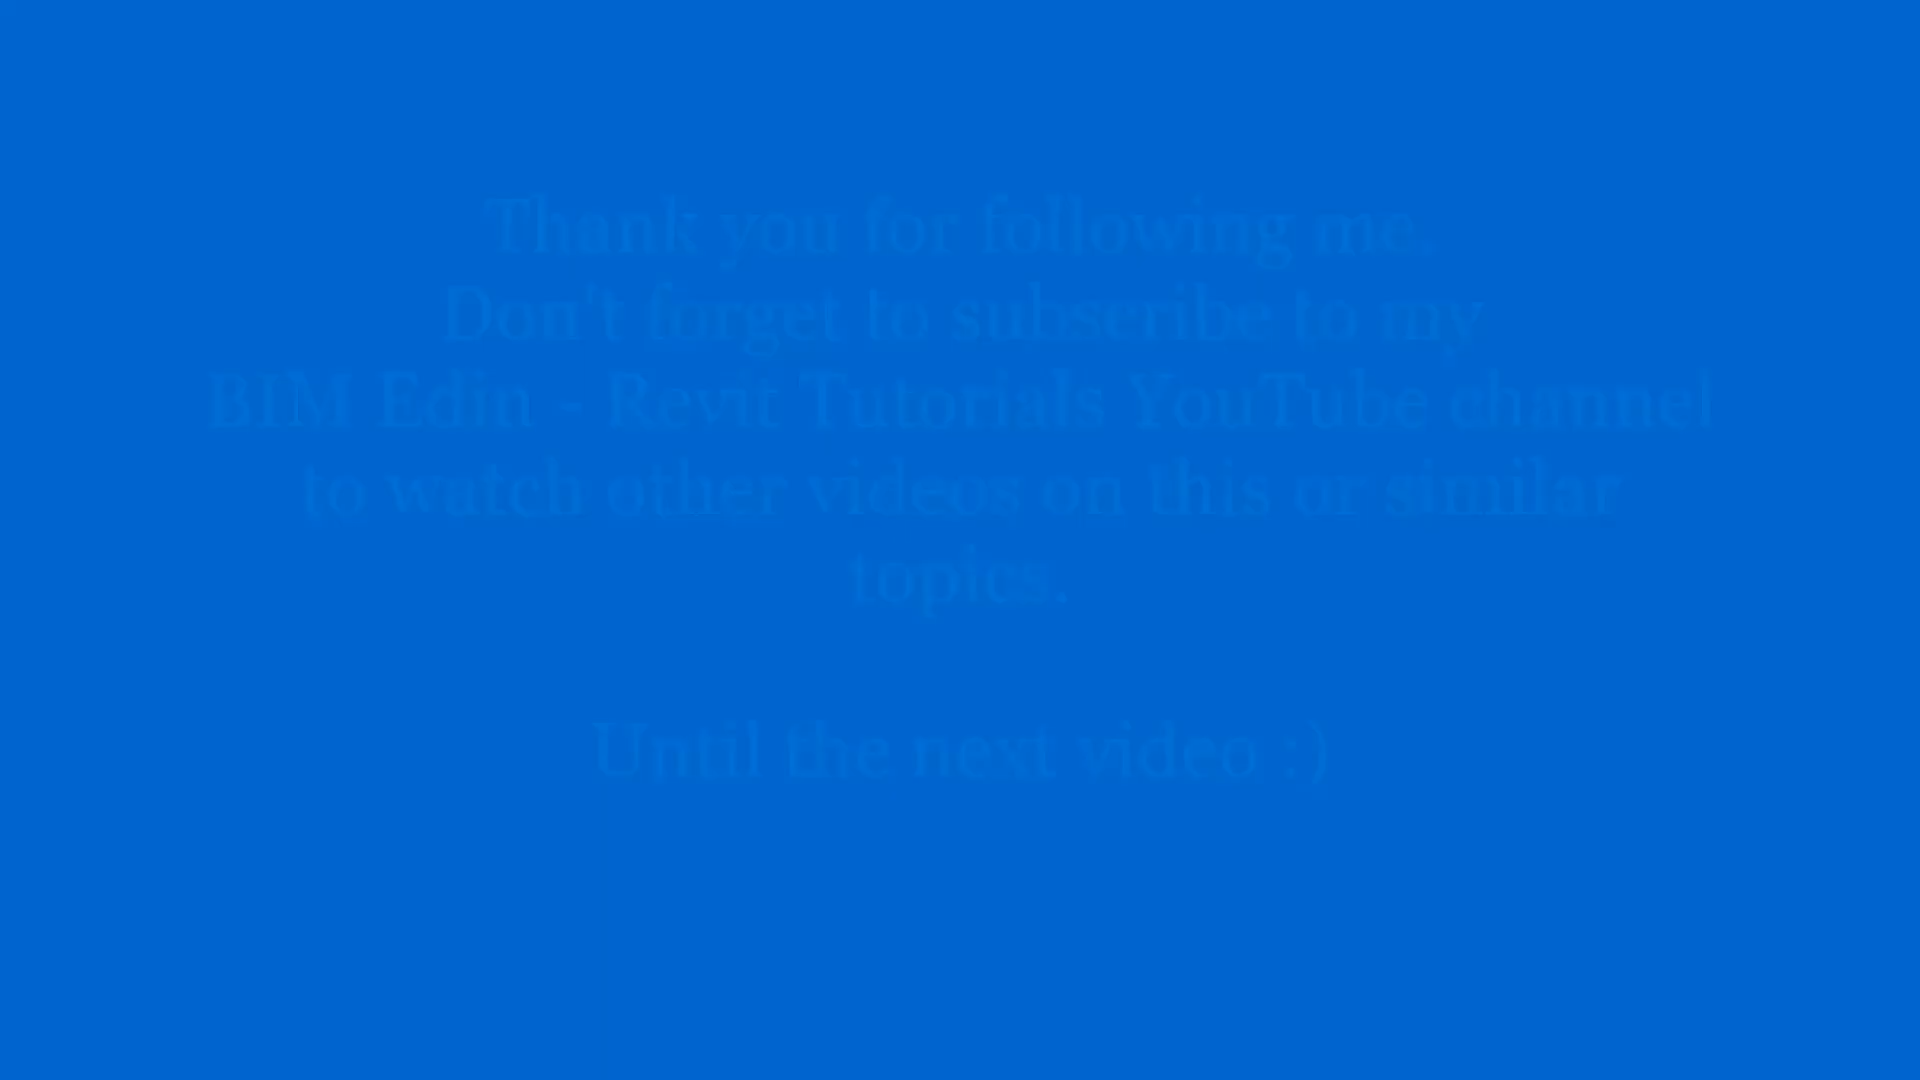 Thank you for following me.
Don't forget to subscribe to my
BIM Edin - Revit Tutorials YouTube channel
to watch other videos on this or similar
topics.
Until the next video :)